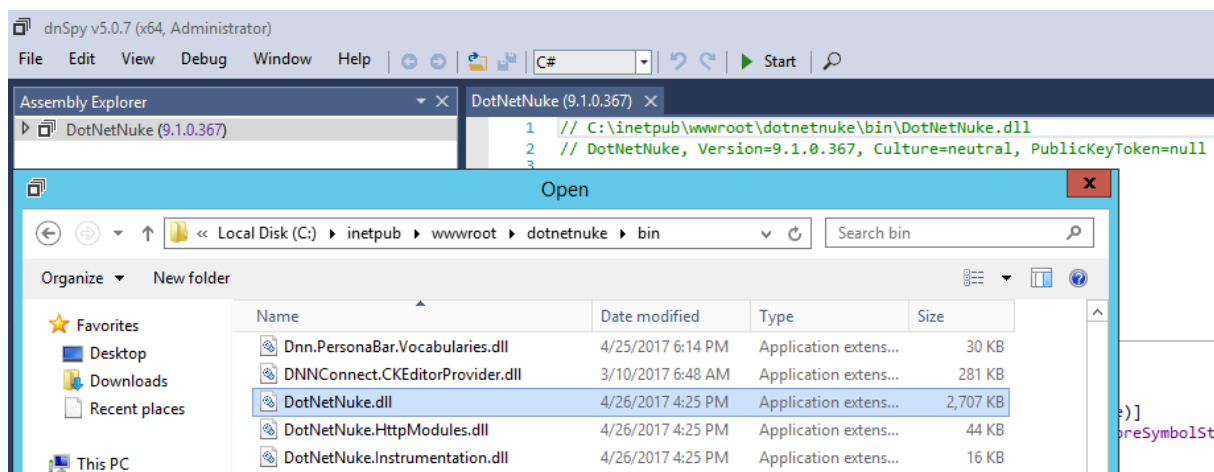 dnSpy v5.0.7 (x64, Administrator)
File Edit View Debug Window Help C# Start
Assembly Explorer
DotNetNuke (9.1.0.367)
DotNetNuke (9.1.0.367)
1 // C:\inetpub\wwwroot\dotnetnuke\bin\DotNetNuke.dll
2 // DotNetNuke, Version=9.1.0.367, Culture=neutral, PublicKeyToken=null
3
Open
« Local Disk (C:) inetpub wwwroot dotnetnuke bin
Search bin
Organize New folder
Favorites
Desktop
Downloads
Recent places
This PC
Name Date modified Type Size
Dnn.PersonaBar.Vocabularies.dll 4/25/2017 6:14 PM Application extens... 30 KB
DNNConnect.CKEditorProvider.dll 3/10/2017 6:48 AM Application extens... 281 KB
DotNetNuke.dll 4/26/2017 4:25 PM Application extens... 2,707 KB
DotNetNuke.HttpModules.dll 4/26/2017 4:25 PM Application extens... 44 KB
DotNetNuke.Instrumentation.dll 4/26/2017 4:25 PM Application extens... 16 KB
)]
oreSymbolSt